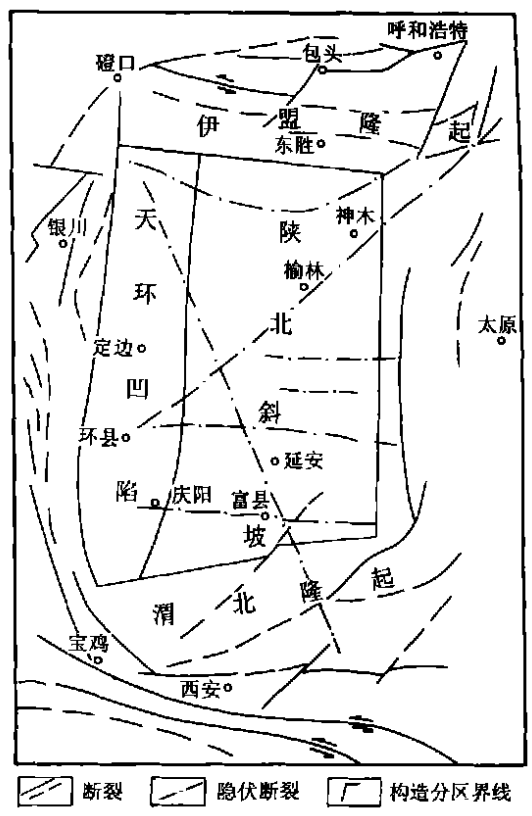 呼和浩特
包头
磴口
伊盟隆起
东胜
天环凹陷
陕北斜坡
神木
银川
榆林
定边
太原
环县
延安
庆阳
富县
渭北隆起
宝鸡
西安
断裂
隐伏断裂
构造分区界线